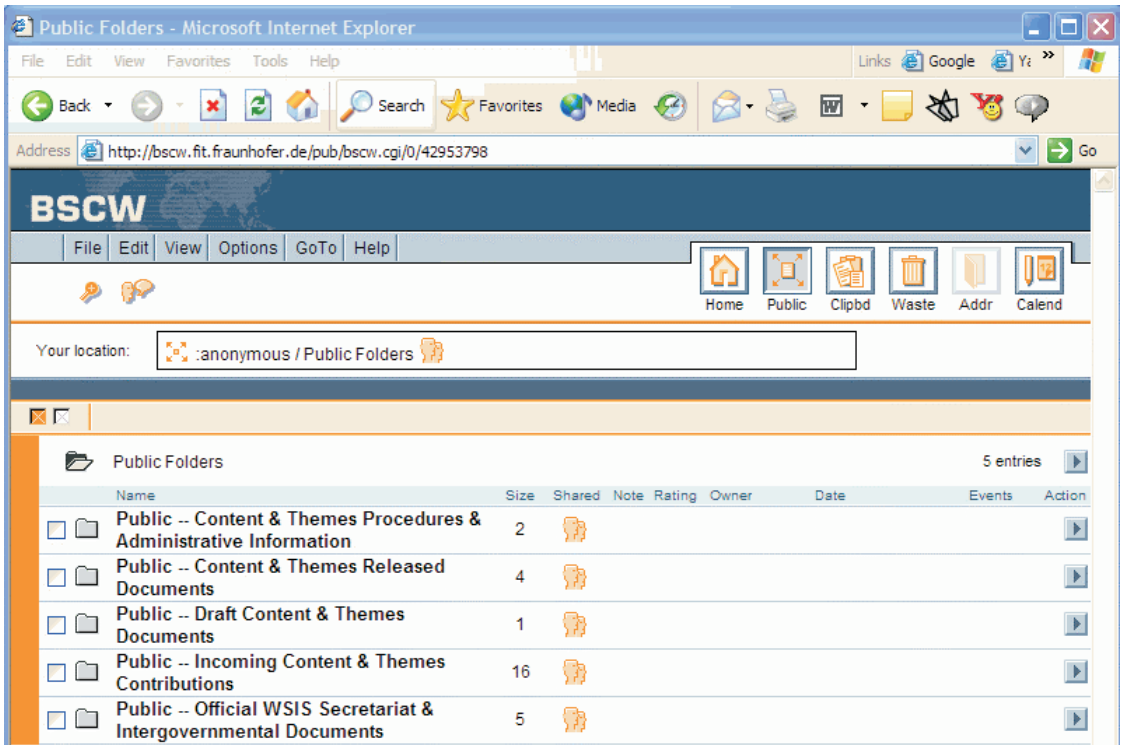 Public Folders - Microsoft Internet Explorer
File Edit View Favorites Tools Help Links Google Ya
Back Search Favorites Media
Address http://bscw.fit.fraunhofer.de/pub/bscw.cgi/0/42953798 Go
BSCW
File Edit View Options GoTo Help
Home Public Clipbd Waste Addr Calend
Your location: :anonymous / Public Folders
Public Folders 5 entries
Name Size Shared Note Rating Owner Date Events Action
Public -- Content & Themes Procedures &
Administrative Information 2
Public -- Content & Themes Released
Documents 4
Public -- Draft Content & Themes
Documents 1
Public -- Incoming Content & Themes
Contributions 16
Public -- Official WSIS Secretariat &
Intergovernmental Documents 5